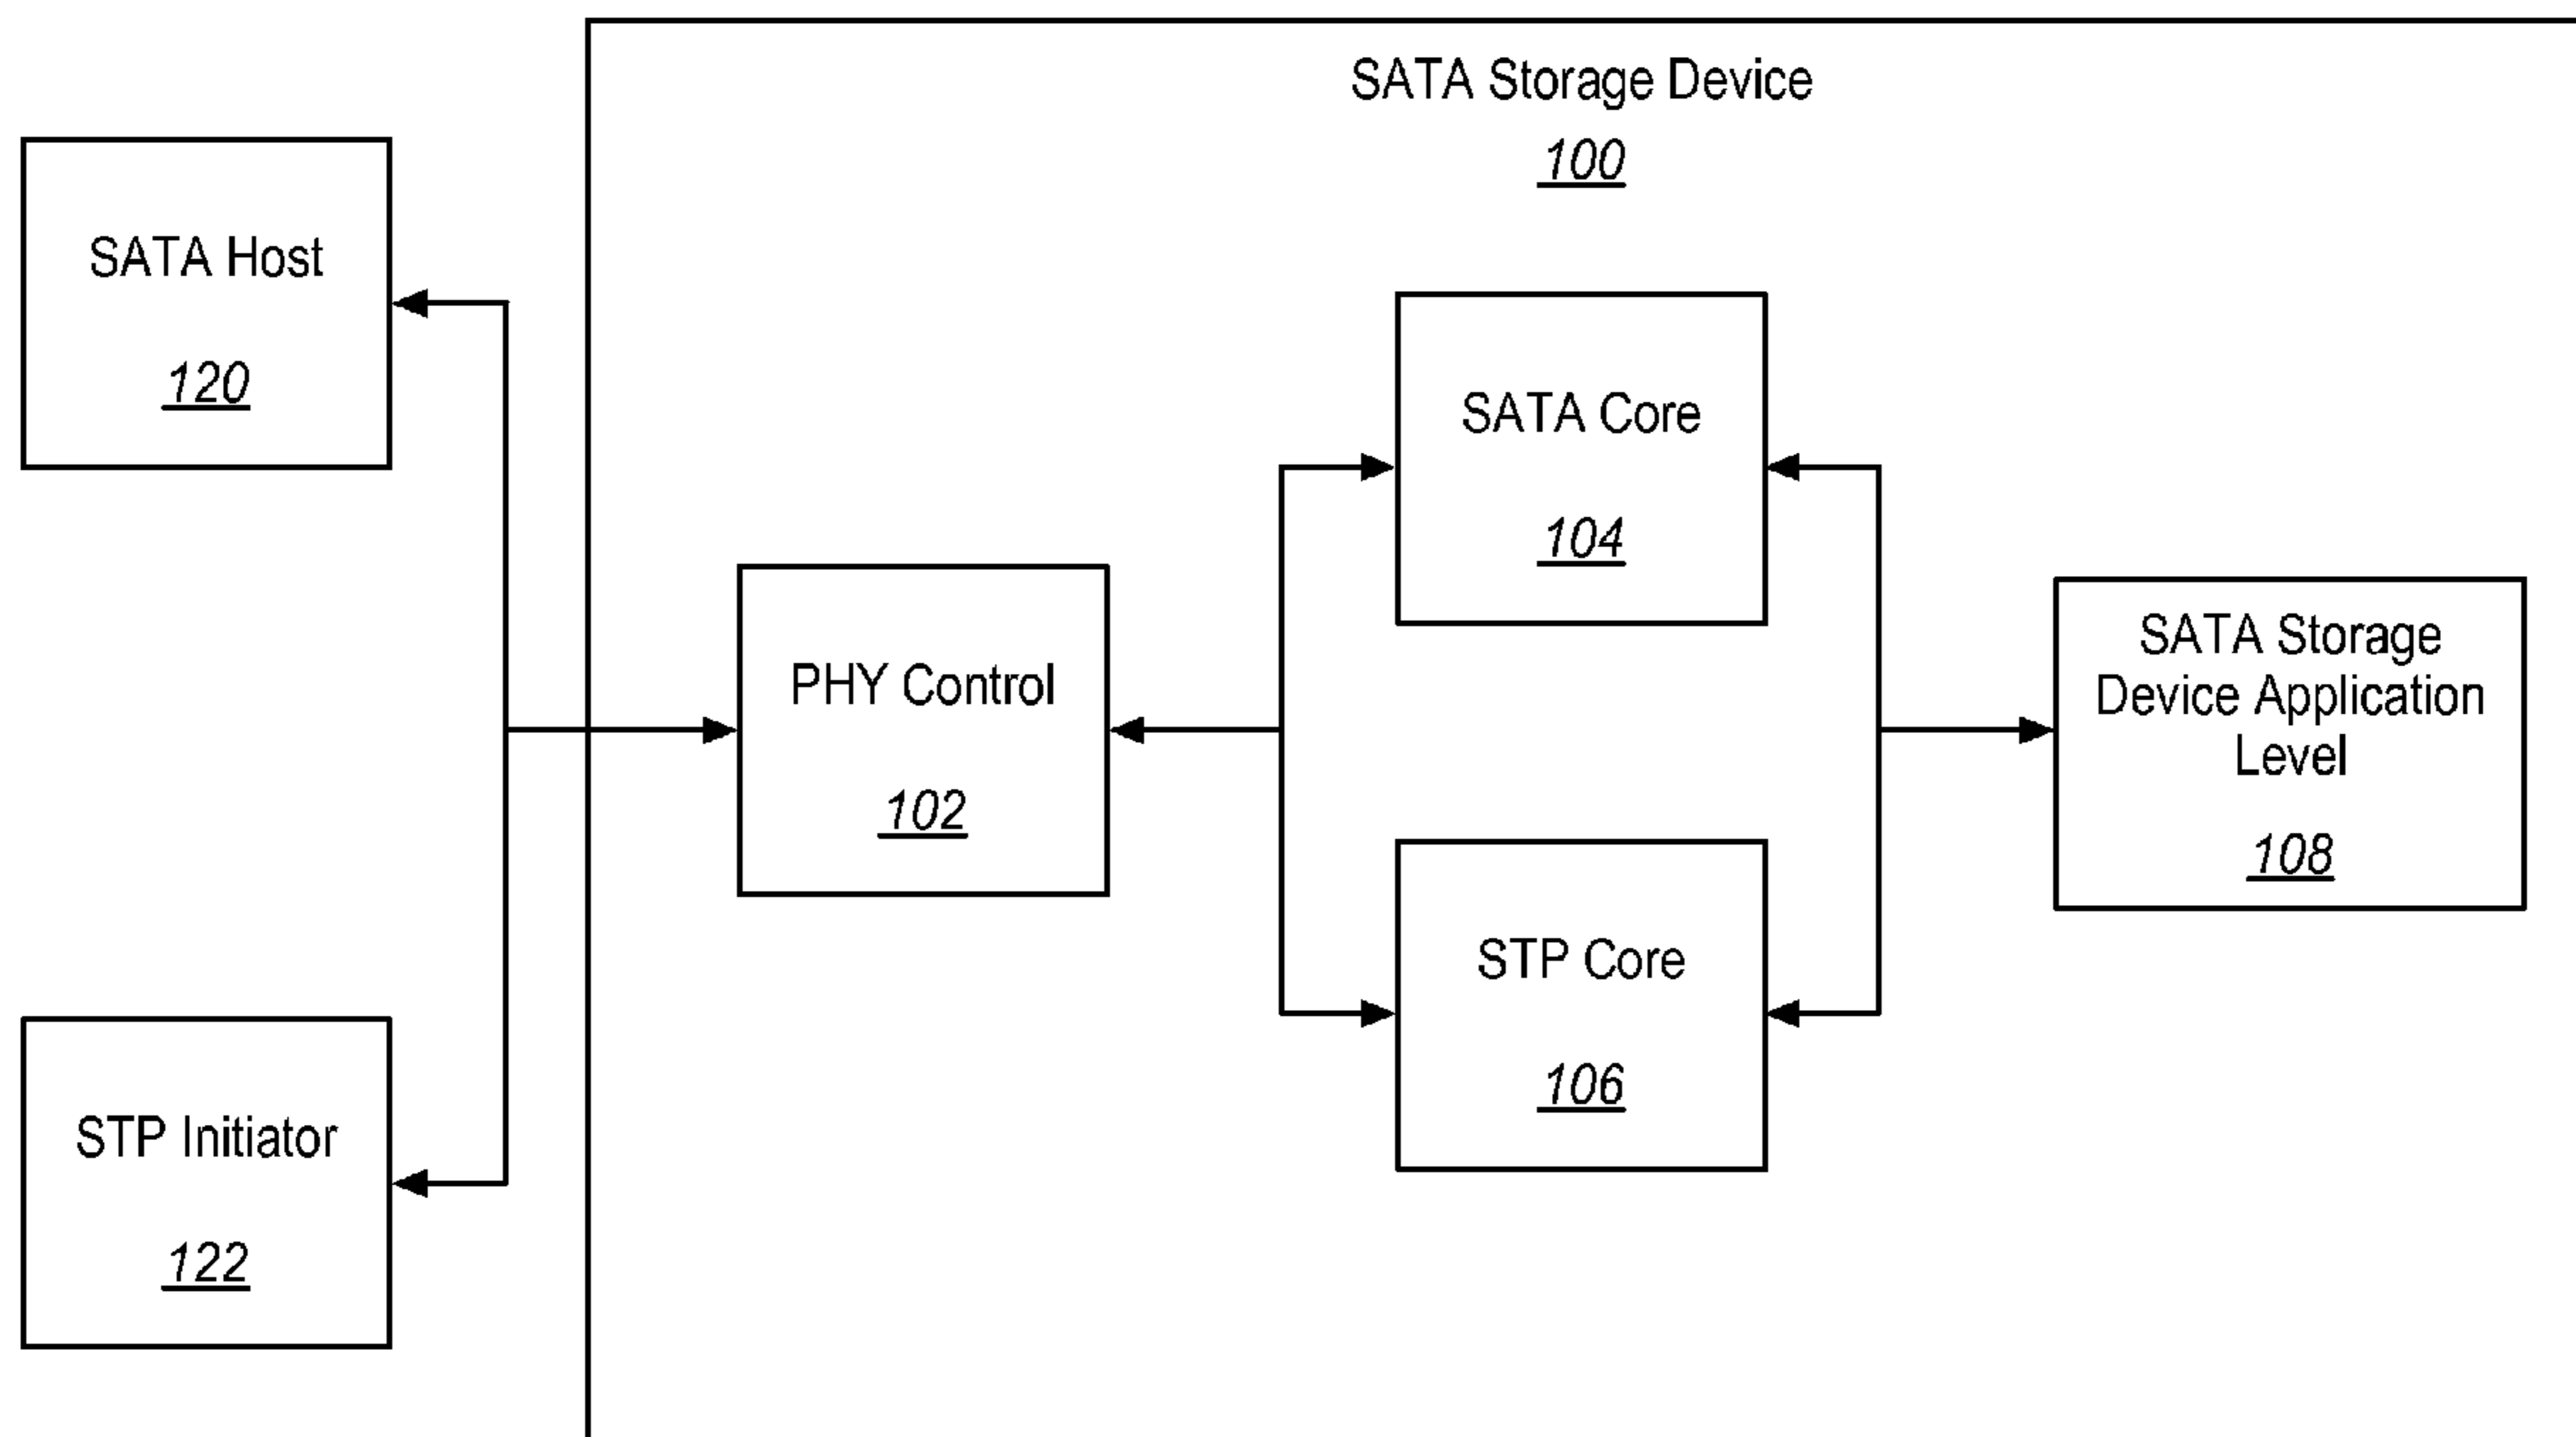 SATA Storage Device
100
SATA Host
120
SATA Core
104
PHY Control
102
SATA Storage
Device Application
Level
108
STP Core
106
STP Initiator
122